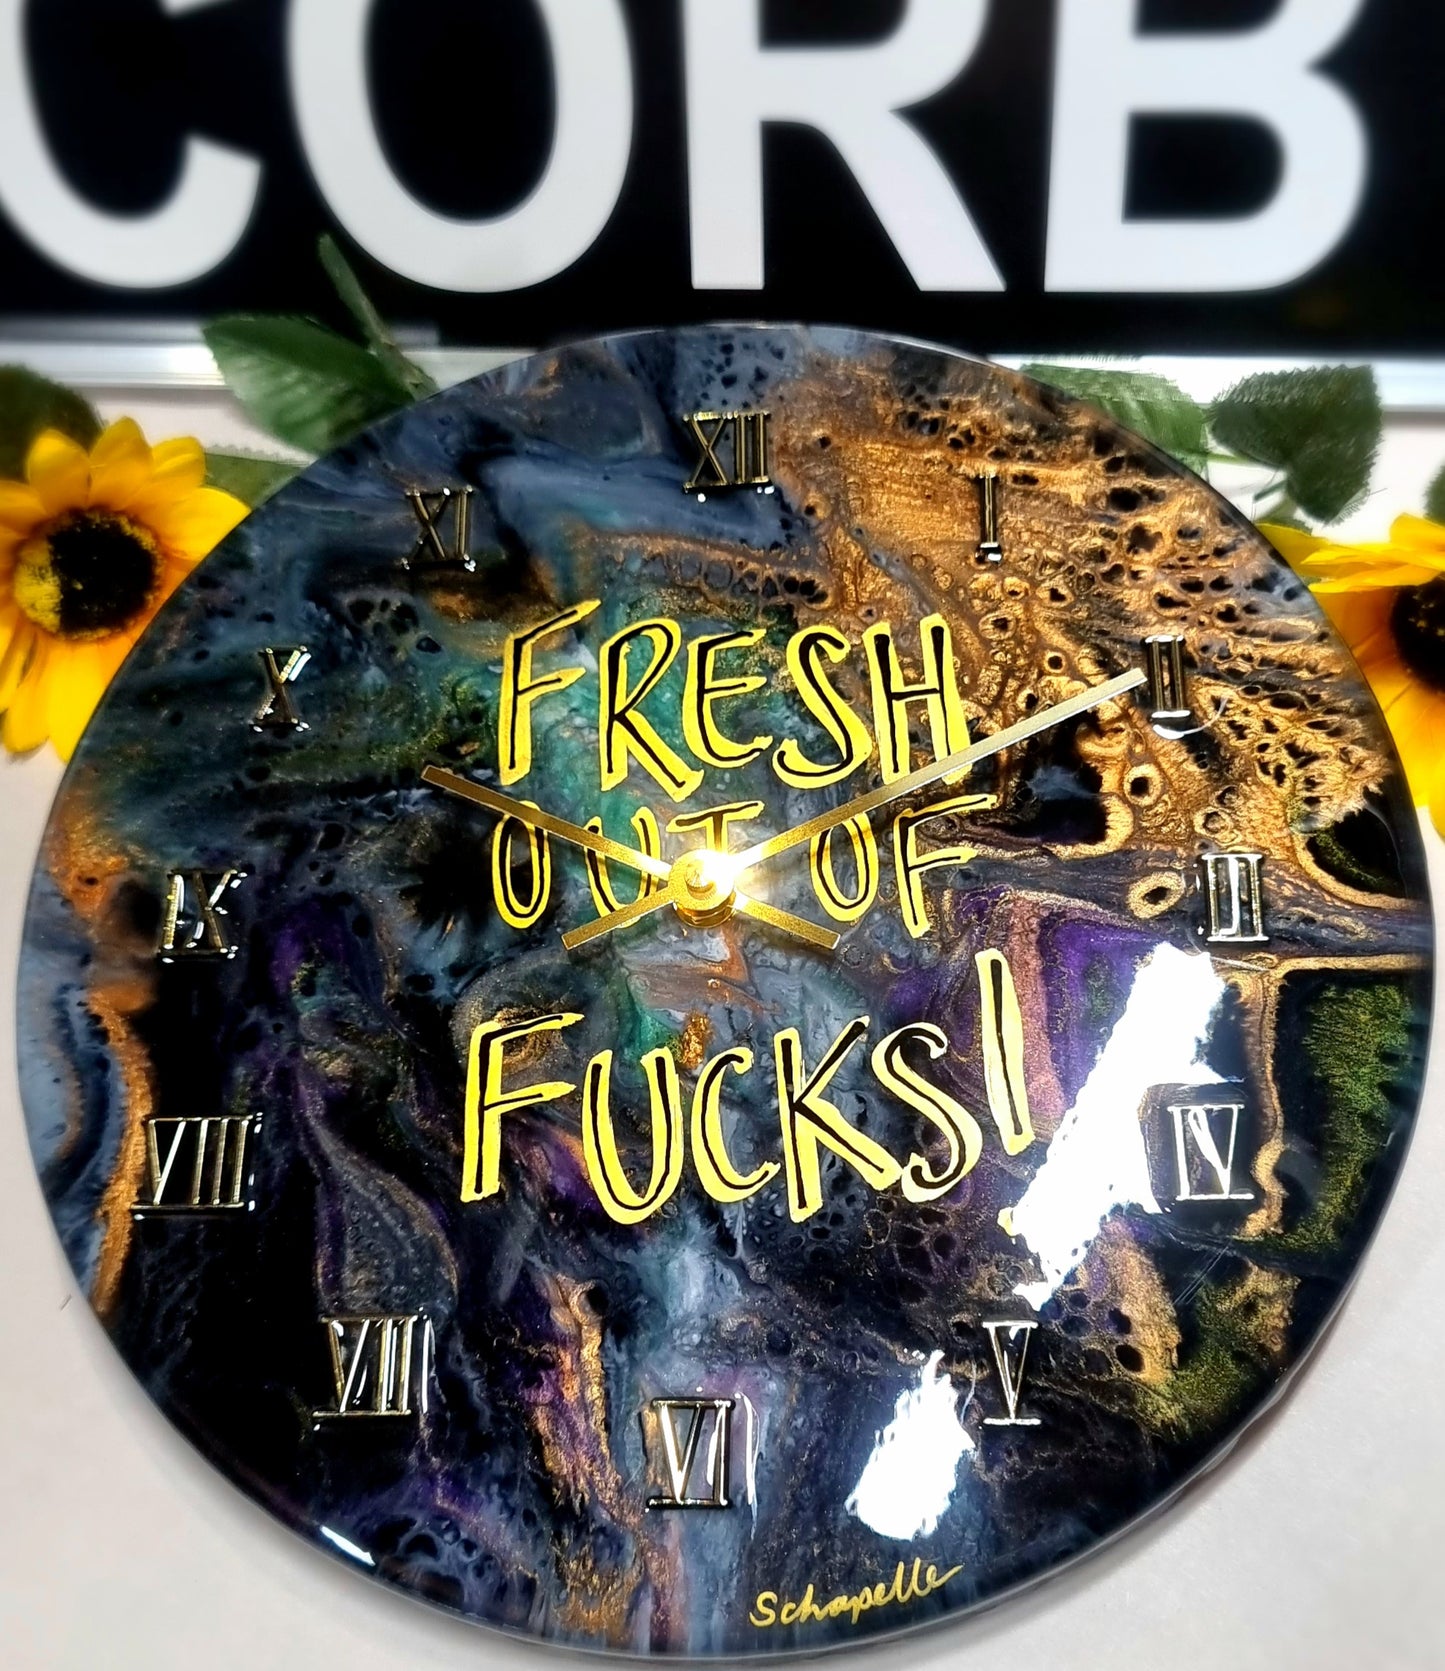 CORB
XII
XI
I
X
II
FRESH
OUT OF
IX
III
FUCKS!
VIII
IV
VII
V
VI
Schapelle